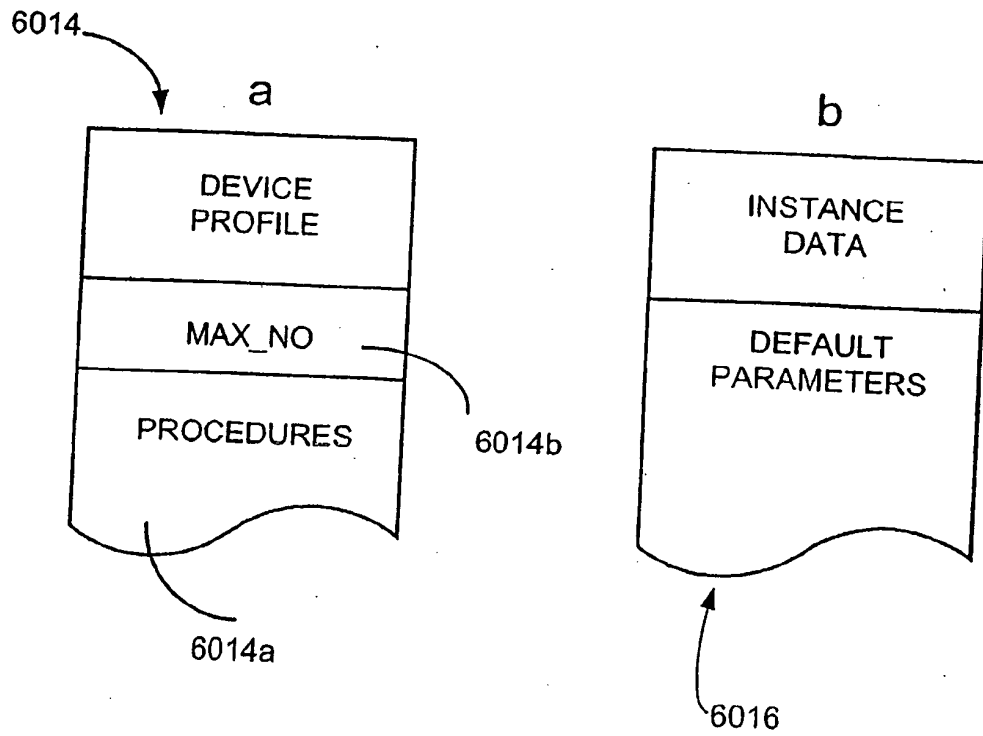 6014
a
DEVICE
PROFILE
MAX_NO
PROCEDURES
6014b
6014a
b
INSTANCE
DATA
DEFAULT
PARAMETERS
6016